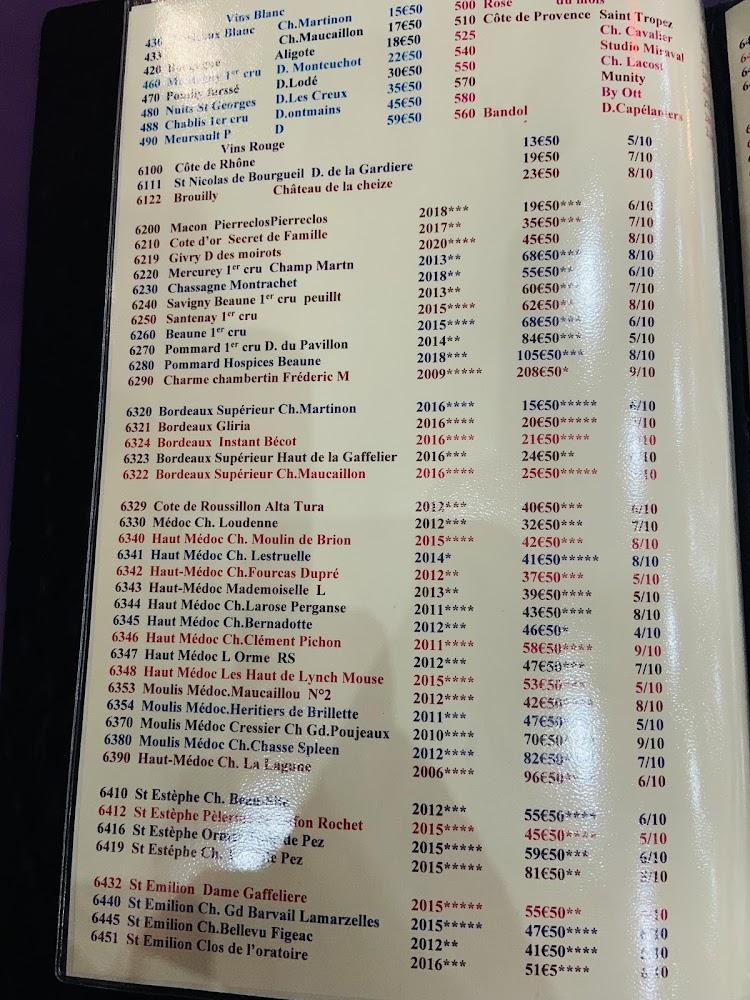 Vins Blanc
436 Blanc Ch.Martinon 15€50
433 Ch.Maucaillon 17€50
420 Aligote 18€50
460 1er cru D. Montcuchot 22€50
470 D.Lodé 30€50
480 Nuits St Georges D.Les Creux 35€50
488 Chablis 1er cru D.ontmains 45€50
490 Meursault P D 59€50
500 Rosé du mois
510 Côte de Provence Saint Tropez
525 Ch. Cavalier
540 Studio Miraval
550 Ch. Lacost
570 Munity
580 By Ott
560 Bandol D.Capélaniers
Vins Rouge
6100 Côte de Rhône 13€50 5/10
6111 St Nicolas de Bourgueil D. de la Gardiere 19€50 7/10
6122 Brouilly Château de la cheize 23€50 8/10
6200 Macon PierreclosPierreclos 2018*** 19€50*** 6/10
6210 Cote d'or Secret de Famille 2017** 35€50*** 7/10
6219 Givry D des moirots 2020**** 45€50 8/10
6220 Mercurey 1er cru Champ Martn 2013** 68€50*** 8/10
6230 Chassagne Montrachet 2018** 55€50** 6/10
6240 Savigny Beaune 1er cru peuillt 2013** 60€50** 7/10
6250 Santenay 1er cru 2015**** 62€50** 8/10
6260 Beaune 1er cru 2015**** 68€50** 6/10
6270 Pommard 1er cru D. du Pavillon 2014** 84€50*** 5/10
6280 Pommard Hospices Beaune 2018*** 105€50*** 8/10
6290 Charme chambertin Fréderic M 2009***** 208€50* 9/10
6320 Bordeaux Supérieur Ch.Martinon 2016**** 15€50***** /10
6321 Bordeaux Gliria 2016**** 20€50***** /10
6324 Bordeaux Instant Bécot 2016**** 21€50**** 10
6323 Bordeaux Supérieur Haut de la Gaffelier 2016*** 24€50** 10
6322 Bordeaux Supérieur Ch.Maucaillon 2016**** 25€50***** 10
6329 Cote de Roussillon Alta Tura 2012*** 40€50*** 6/10
6330 Médoc Ch. Loudenne 2012*** 32€50*** 7/10
6340 Haut Médoc Ch. Moulin de Brion 2015**** 42€50*** 8/10
6341 Haut Médoc Ch. Lestruelle 2014* 41€50***** 8/10
6342 Haut-Médoc Ch.Fourcas Dupré 2012** 37€50*** 5/10
6343 Haut-Médoc Mademoiselle L 2013** 39€50**** 5/10
6344 Haut Médoc Ch.Larose Perganse 2011**** 43€50**** 8/10
6345 Haut Médoc Ch.Bernadotte 2012*** 46€50* 4/10
6346 Haut Médoc Ch.Clément Pichon 2011**** 58€50**** 9/10
6347 Haut Médoc L Orme RS 2012*** 47€50*** 7/10
6348 Haut Médoc Les Haut de Lynch Mouse 2015**** 53€50*** 5/10
6353 Moulis Médoc.Maucaillou N°2 2012**** 42€50**** 8/10
6354 Moulis Médoc.Heritiers de Brillette 2011*** 47€50 5/10
6370 Moulis Médoc Cressier Ch Gd.Poujeaux 2010**** 70€50 9/10
6380 Moulis Médoc Ch.Chasse Spleen 2012**** 82€50 7/10
6390 Haut-Médoc Ch. La Lagune 2006**** 96€50** 6/10
6410 St Estèphe Ch. 2012*** 55€50**** 6/10
6412 St Estèphe Rochet 2015**** 45€50**** 5/10
6416 St Estèphe de Pez 2015***** 59€50*** 6/10
6419 St Estéphe Ch. Pez 2015***** 81€50** 8/10
6432 St Emilion Dame Gaffeliere 2015***** 55€50** 10
6440 St Emilion Ch. Gd Barvail Lamarzelles 2015***** 47€50**** 10
6445 St Emilion Ch.Bellevu Figeac 2012** 41€50**** 10
6451 St Emilion Clos de l'oratoire 2016*** 51€5**** 10